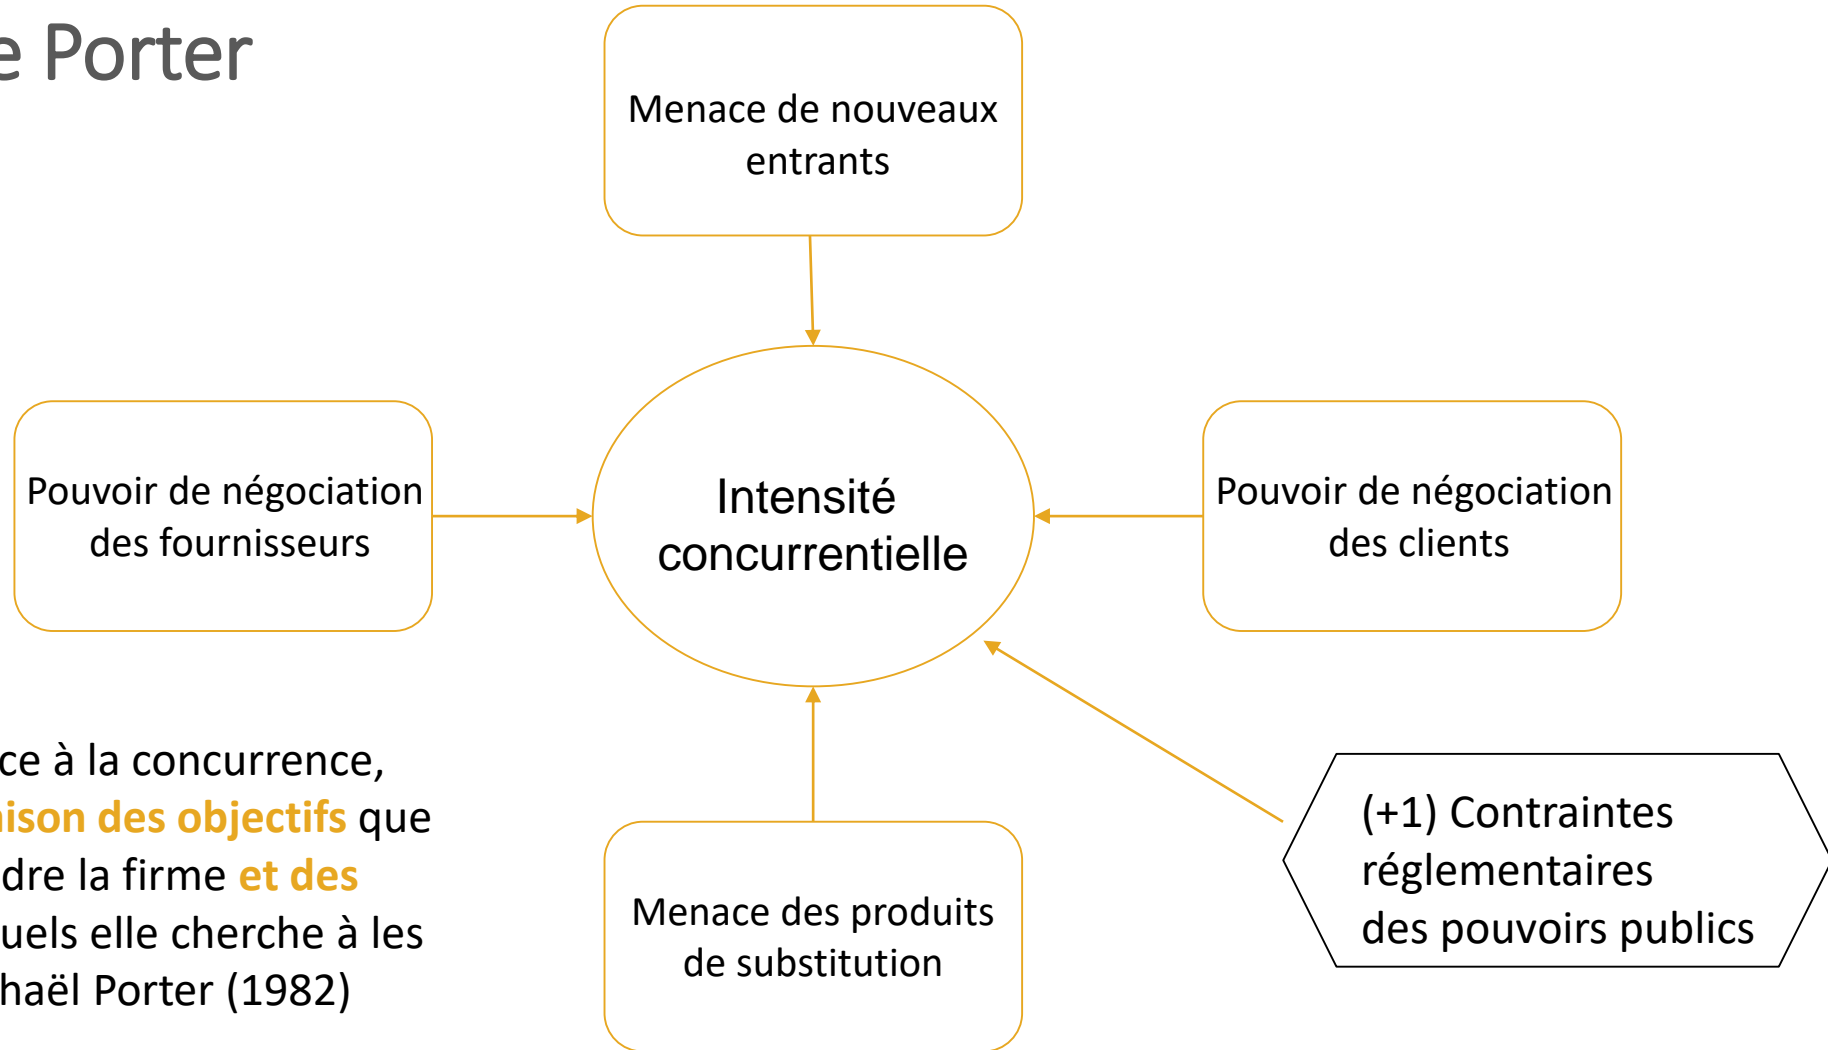 e Porter
Menace de nouveaux
entrants
Pouvoir de négociation
des fournisseurs
Intensité
concurrentielle
Pouvoir de négociation
des clients
ce à la concurrence,
aison des objectifs que
dre la firme et des
uels elle cherche à les
haël Porter (1982)
Menace des produits
de substitution
(+1) Contraintes
réglementaires
des pouvoirs publics